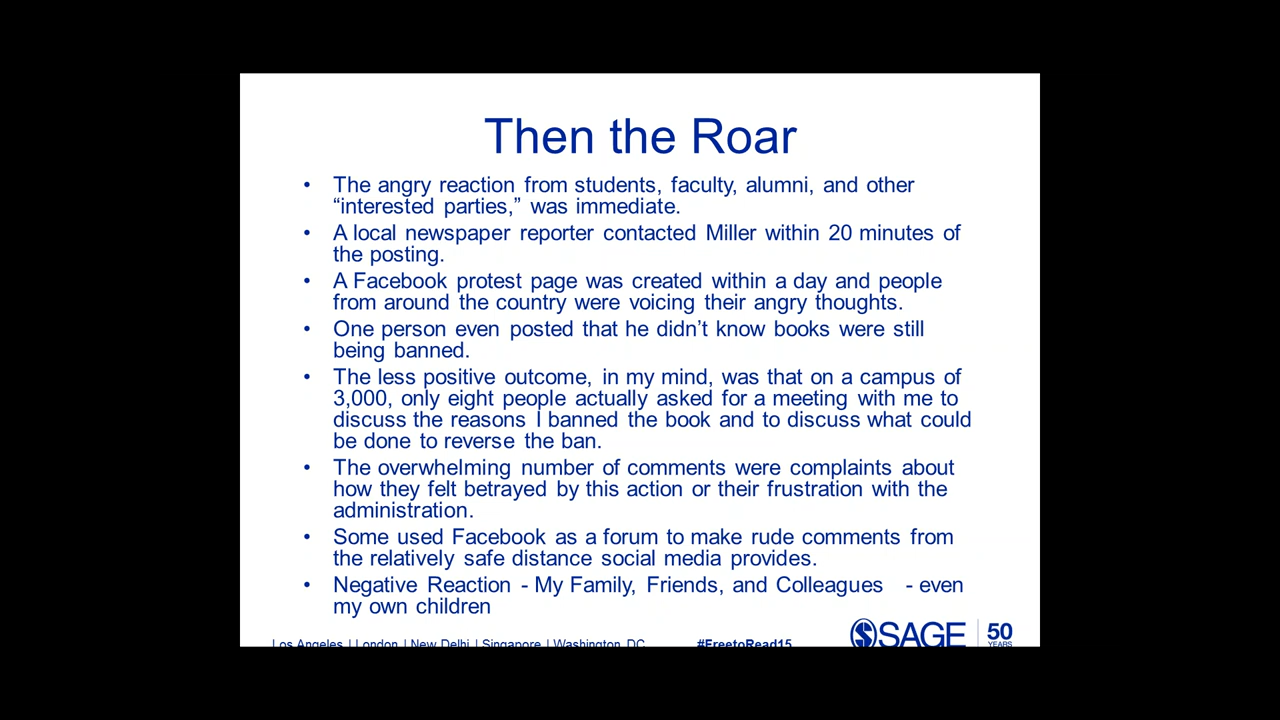 Then the Roar
• The angry reaction from students, faculty, alumni, and other
“interested parties,” was immediate.
• A local newspaper reporter contacted Miller within 20 minutes of
the posting.
• A Facebook protest page was created within a day and people
from around the country were voicing their angry thoughts.
• One person even posted that he didn’t know books were still
being banned.
• The less positive outcome, in my mind, was that on a campus of
3,000, only eight people actually asked for a meeting with me to
discuss the reasons I banned the book and to discuss what could
be done to reverse the ban.
• The overwhelming number of comments were complaints about
how they felt betrayed by this action or their frustration with the
administration.
• Some used Facebook as a forum to make rude comments from
the relatively safe distance social media provides.
• Negative Reaction - My Family, Friends, and Colleagues - even
my own children
Los Angeles | London | New Delhi | Singapore | Washington DC #FreetoRead15 SAGE 50
YEARS